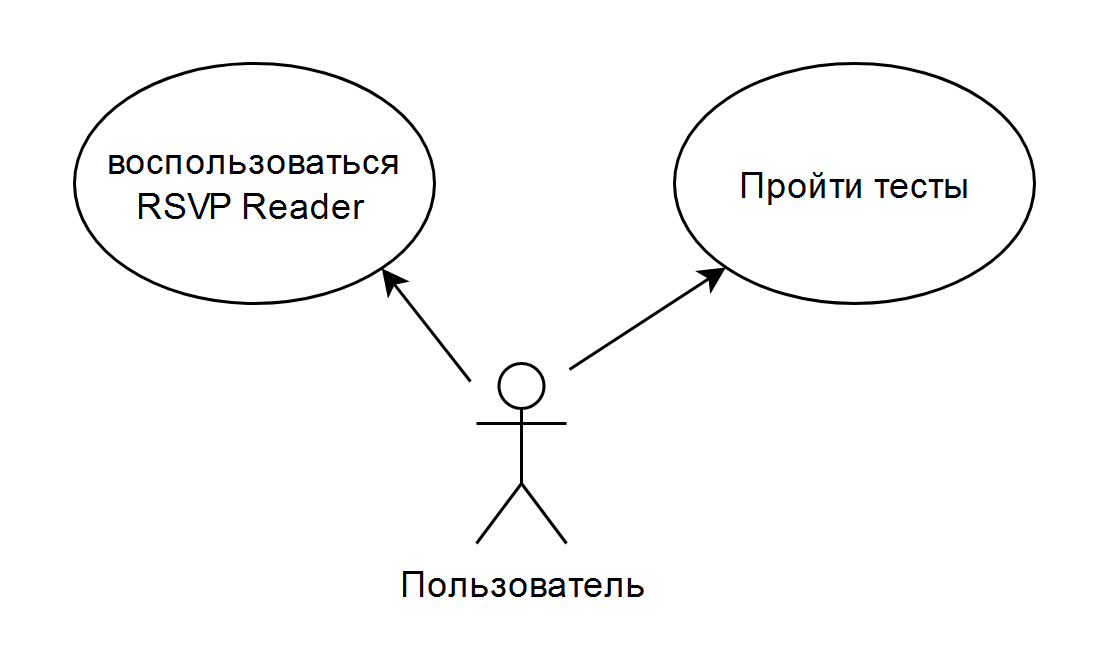 воспользоваться
RSVP Reader
Пройти тесты
Пользователь